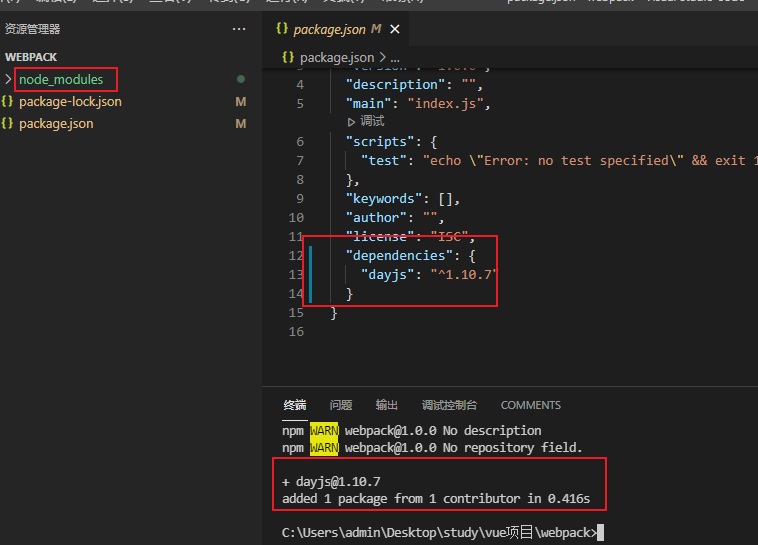 资源管理器
···
package.json M
WEBPACK
node_modules
package-lock.json M
package.json M
package.json > ...
4 "description": "",
5 "main": "index.js",
调试
6 "scripts": {
7 "test": "echo \"Error: no test specified\" && exit 1
8 },
9 "keywords": [],
10 "author": "",
11 "license": "ISC",
12 "dependencies": {
13 "dayjs": "^1.10.7"
14 }
15 }
16
终端 问题 输出 调试控制台 COMMENTS
npm WARN webpack@1.0.0 No description
npm WARN webpack@1.0.0 No repository field.
+ dayjs@1.10.7
added 1 package from 1 contributor in 0.416s
C:\Users\admin\Desktop\study\vue项目\webpack>